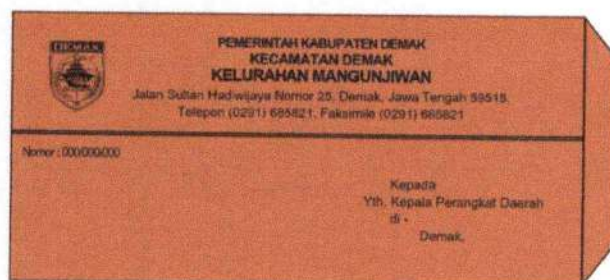 DEMAK
PEMERINTAH KABUPATEN DEMAK
KECAMATAN DEMAK
KELURAHAN MANGUNJIWAN
Jalan Sultan Hadiwijaya Nomor 25, Demak, Jawa Tengah 59515,
Telepon (0291) 685821, Faksimile (0291) 685821
Nomor : 000/000/000
Kepada
Yth. Kepala Perangkat Daerah
di -
Demak,